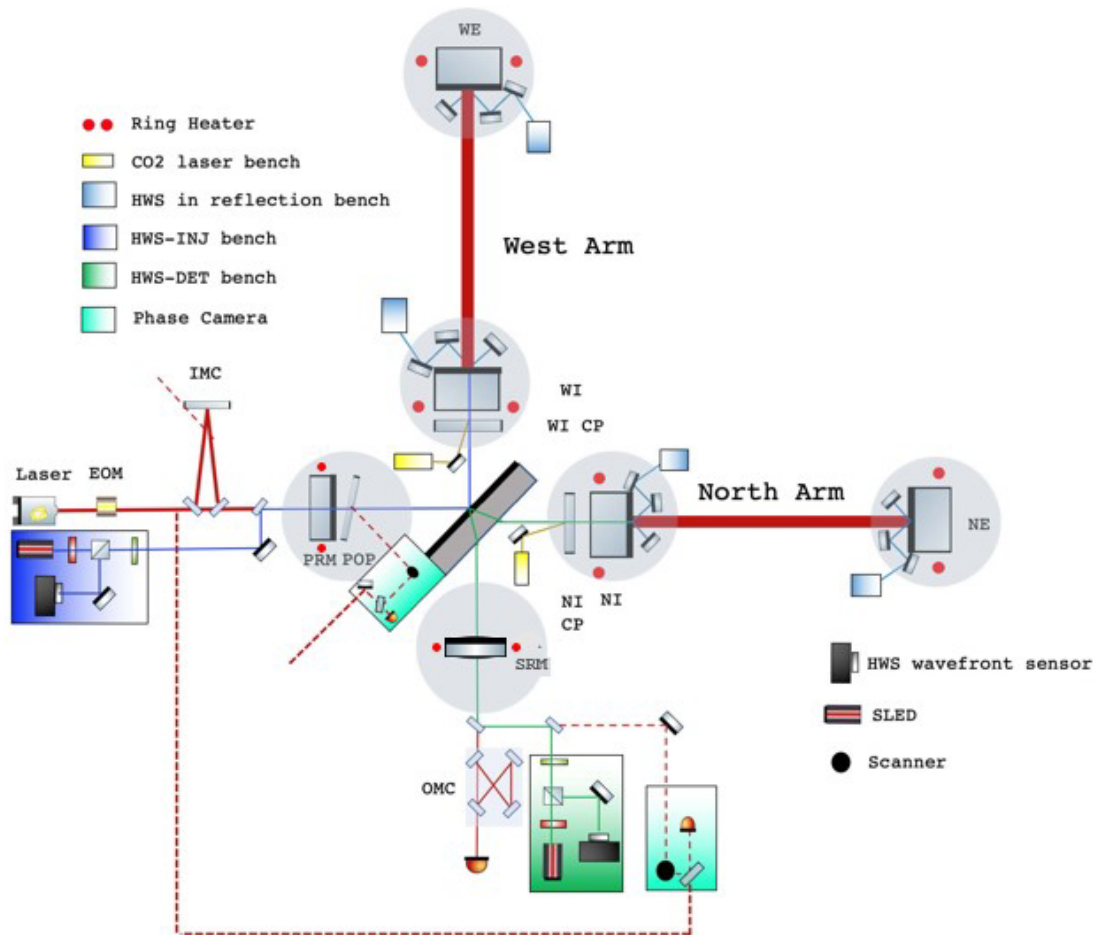 WE
Ring Heater
CO2 laser bench
HWS in reflection bench
HWS-INJ bench
HWS-DET bench
Phase Camera
West Arm
IMC
WI
WI CP
Laser
EOM
North Arm
NE
PRM
POP
NI
CP
NI
SRM
HWS wavefront sensor
SLED
Scanner
OMC